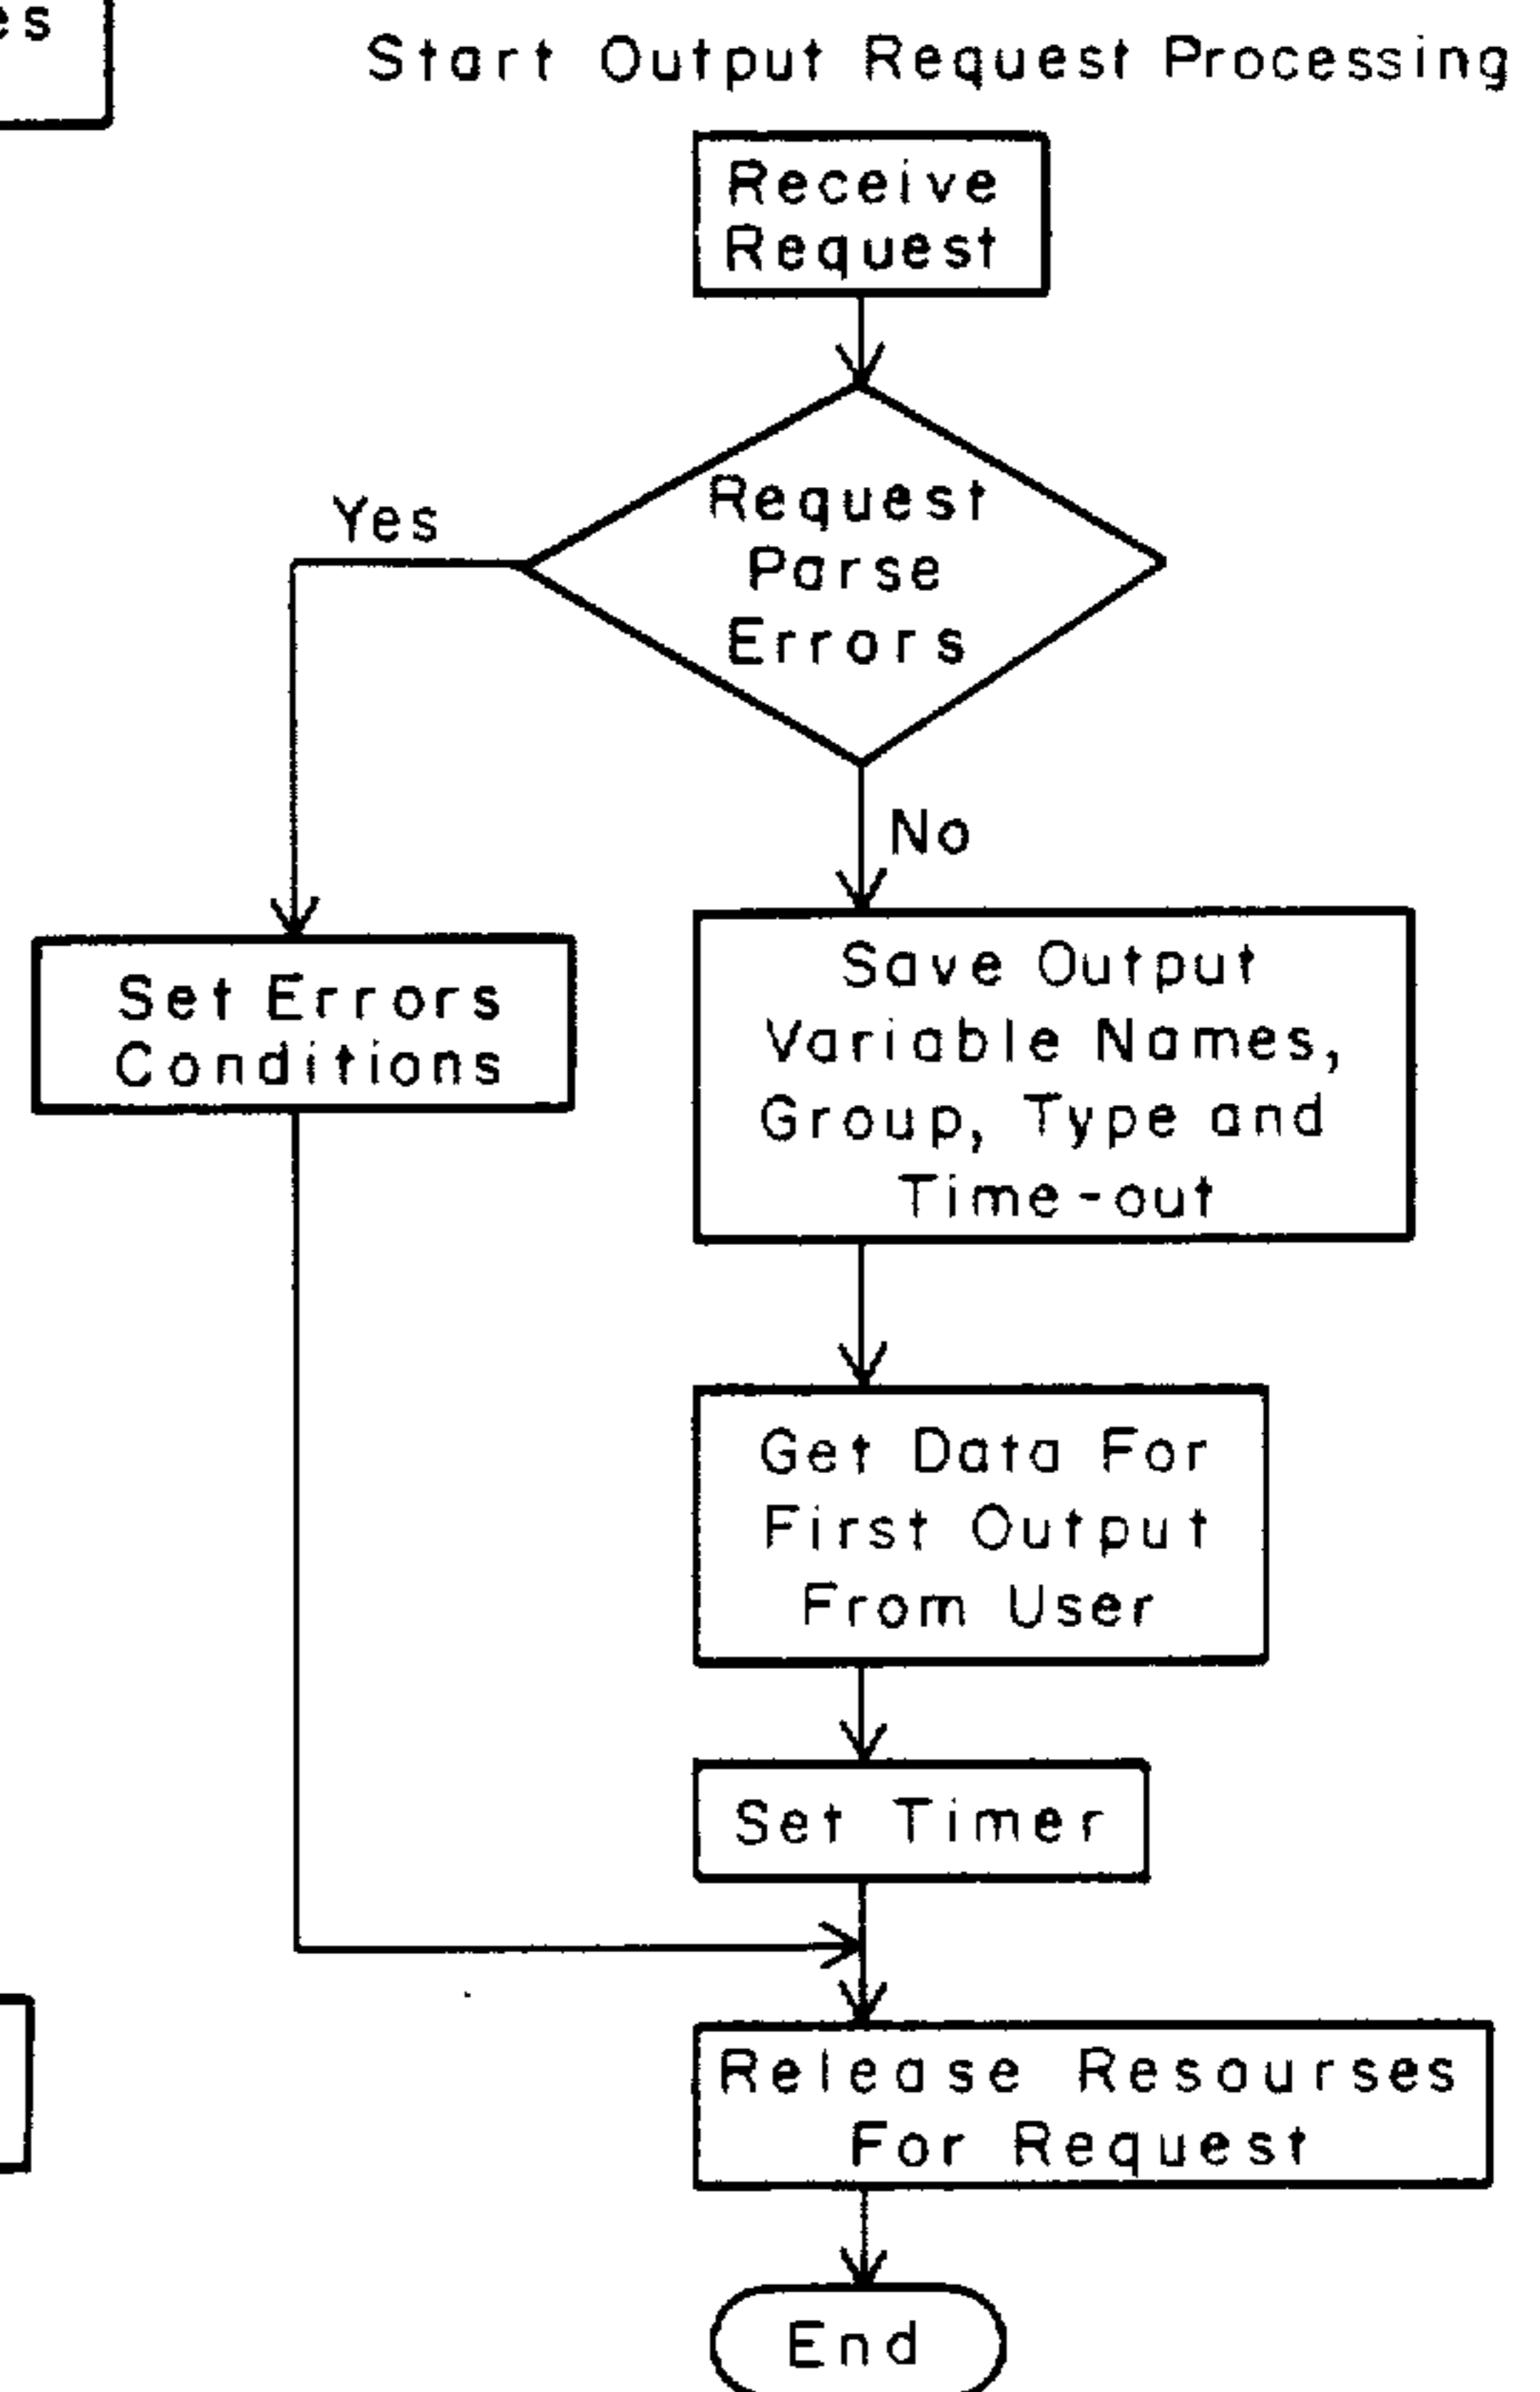 es
Start Output Request Processing
Receive
Request
Request
Parse
Errors
Yes
No
Set Errors
Conditions
Save Output
Variable Names,
Group, Type and
Time-out
Get Data For
First Output
From User
Set Timer
Release Resourses
For Request
End